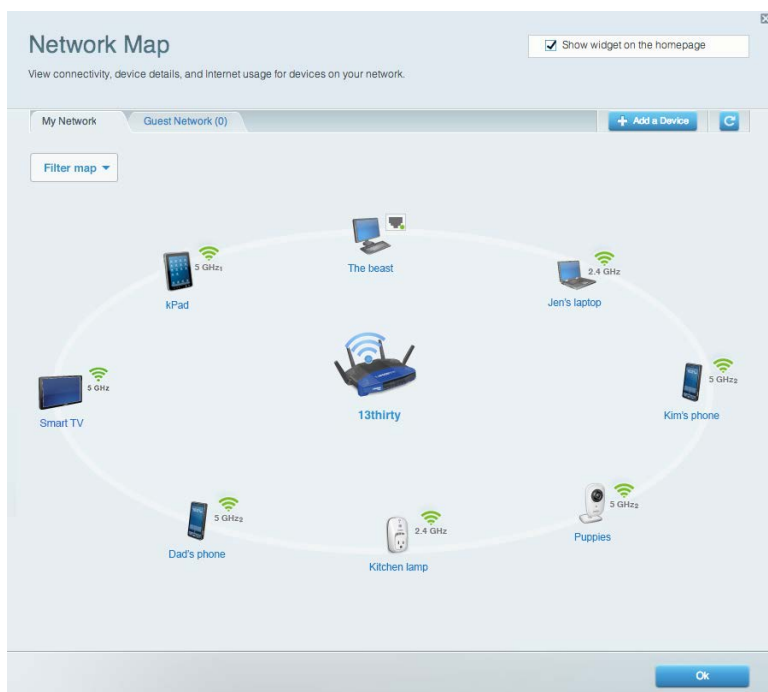 Network Map
Show widget on the homepage
View connectivity, device details, and Internet usage for devices on your network.
My Network
Guest Network (0)
Add a Device
Filter map
The beast
5 GHz1
kPad
2.4 GHz
Jen's laptop
5 GHz
Smart TV
13thirty
5 GHz2
Kim's phone
5 GHz2
Dad's phone
2.4 GHz
Kitchen lamp
5 GHz2
Puppies
Ok